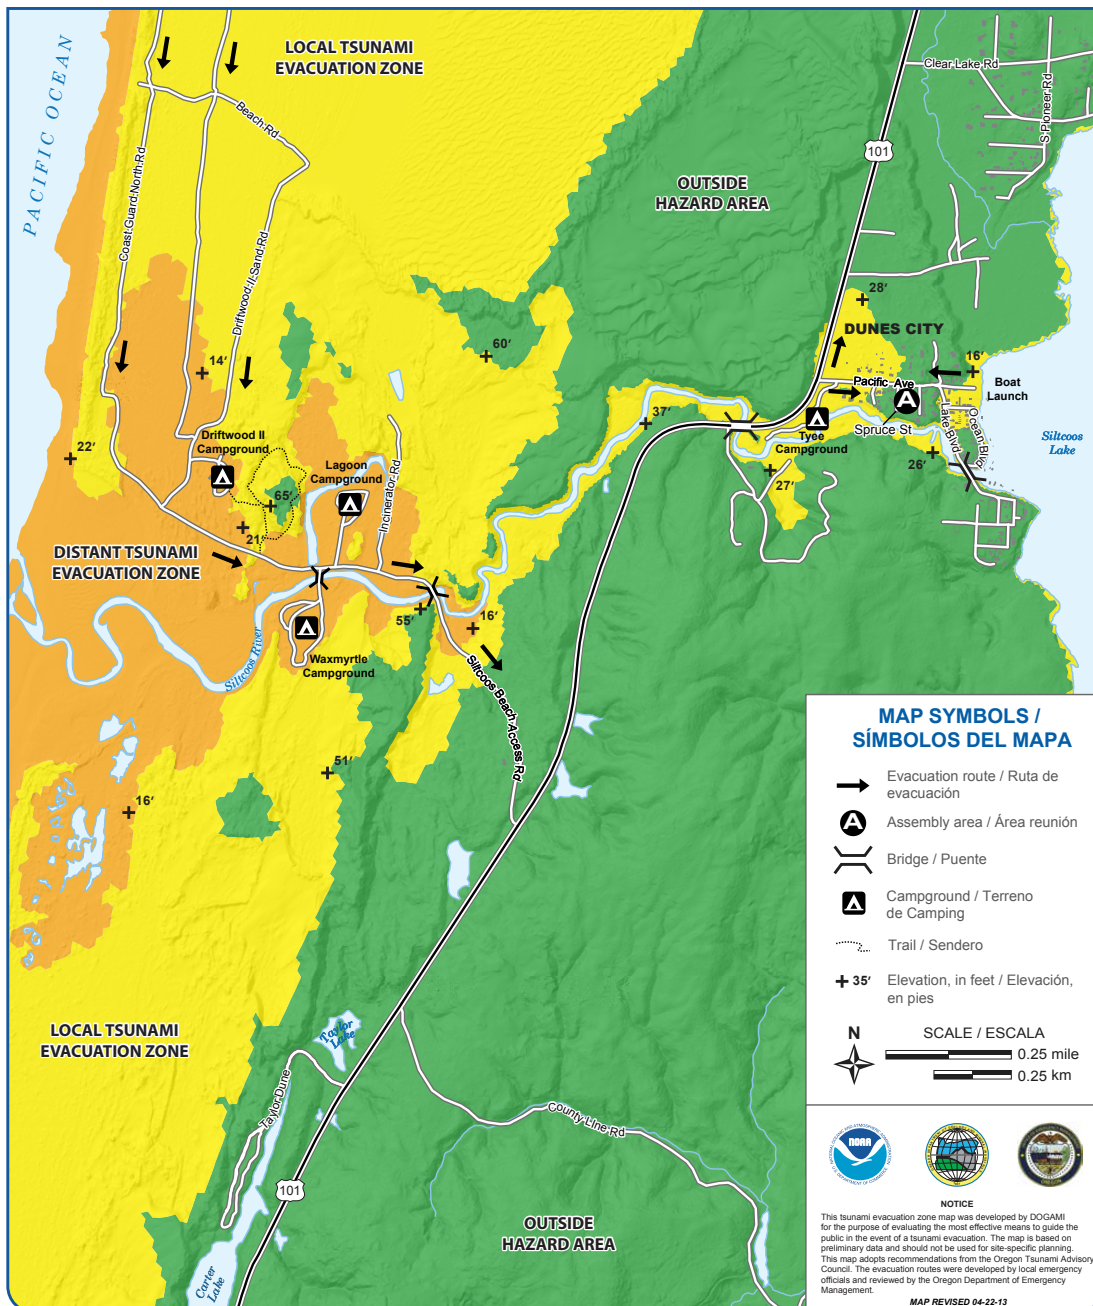 PACIFIC OCEAN
LOCAL TSUNAMI
EVACUATION ZONE
Beach Rd
Coast Guard North Rd
Driftwood II Sand Rd
OUTSIDE
HAZARD AREA
101
Clear Lake Rd
S Pioneer Rd
28'
DUNES CITY
16'
Pacific Ave
Boat
Launch
A
Spruce St
Lake Blvd
Ocean Blvd
Siltcoos
Lake
Tyee
Campground
26'
27'
37'
60'
14'
22'
Driftwood II
Campground
Lagoon
Campground
65'
21'
Incinerator Rd
DISTANT TSUNAMI
EVACUATION ZONE
55'
16'
Siltcoos River
Waxmyrtle
Campground
Siltcoos Beach Access Rd
51'
16'
LOCAL TSUNAMI
EVACUATION ZONE
Taylor
Lake
Taylor Dune
County Line Rd
101
Carter
Lake
OUTSIDE
HAZARD AREA
MAP SYMBOLS /
SÍMBOLOS DEL MAPA
Evacuation route / Ruta de
evacuación
A
Assembly area / Área reunión
Bridge / Puente
Campground / Terreno
de Camping
Trail / Sendero
35'
Elevation, in feet / Elevación,
en pies
N
SCALE / ESCALA
0.25 mile
0.25 km
NOAA
NOTICE
This tsunami evacuation zone map was developed by DOGAMI
for the purpose of evaluating the most effective means to guide the
public in the event of a tsunami evacuation. The map is based on
preliminary data and should not be used for site-specific planning.
This map adopts recommendations from the Oregon Tsunami Advisory
Council. The evacuation routes were developed by local emergency
officials and reviewed by the Oregon Department of Emergency
Management.
MAP REVISED 04-22-13